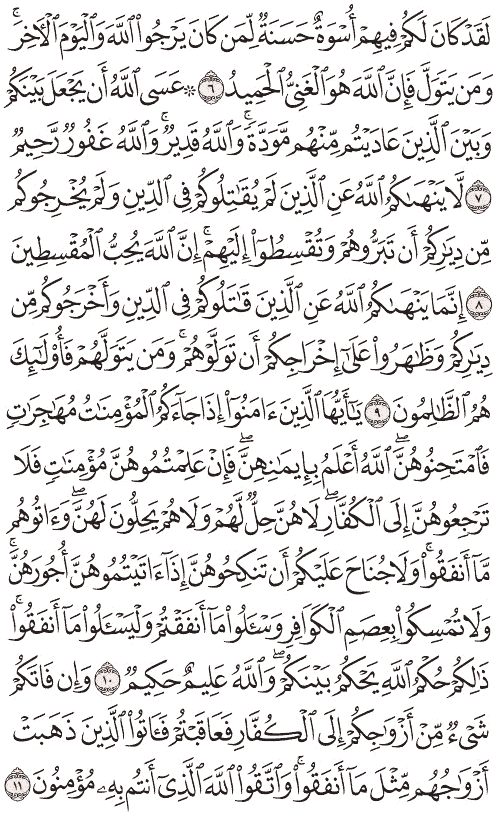 لَقَدْ كَانَ لَكُمْ فِيهِمْ أُسْوَةٌ حَسَنَةٌ لِّمَن كَانَ يَرْجُوا۟ ٱللَّهَ وَٱلْيَوْمَ ٱلْءَاخِرَ ۚ
وَمَن يَتَوَلَّ فَإِنَّ ٱللَّهَ هُوَ ٱلْغَنِىُّ ٱلْحَمِيدُ ٦ ۞ عَسَى ٱللَّهُ أَن يَجْعَلَ بَيْنَكُمْ
وَبَيْنَ ٱلَّذِينَ عَادَيْتُم مِّنْهُم مَّوَدَّةً ۚ وَٱللَّهُ قَدِيرٌ ۚ وَٱللَّهُ غَفُورٌ رَّحِيمٌ
٧ لَّا يَنْهَىٰكُمُ ٱللَّهُ عَنِ ٱلَّذِينَ لَمْ يُقَٰتِلُوكُمْ فِى ٱلدِّينِ وَلَمْ يُخْرِجُوكُم
مِّن دِيَٰرِكُمْ أَن تَبَرُّوهُمْ وَتُقْسِطُوٓا۟ إِلَيْهِمْ ۚ إِنَّ ٱللَّهَ يُحِبُّ ٱلْمُقْسِطِينَ
٨ إِنَّمَا يَنْهَىٰكُمُ ٱللَّهُ عَنِ ٱلَّذِينَ قَٰتَلُوكُمْ فِى ٱلدِّينِ وَأَخْرَجُوكُم مِّن
دِيَٰرِكُمْ وَظَٰهَرُوا۟ عَلَىٰٓ إِخْرَاجِكُمْ أَن تَوَلَّوْهُمْ ۚ وَمَن يَتَوَلَّهُمْ فَأُو۟لَٰٓئِكَ
هُمُ ٱلظَّٰلِمُونَ ٩ يَٰٓأَيُّهَا ٱلَّذِينَ ءَامَنُوٓا۟ إِذَا جَآءَكُمُ ٱلْمُؤْمِنَٰتُ مُهَٰجِرَٰتٍ
فَٱمْتَحِنُوهُنَّ ۖ ٱللَّهُ أَعْلَمُ بِإِيمَٰنِهِنَّ ۖ فَإِنْ عَلِمْتُمُوهُنَّ مُؤْمِنَٰتٍ فَلَا
تَرْجِعُوهُنَّ إِلَى ٱلْكُفَّارِ ۖ لَا هُنَّ حِلٌّ لَّهُمْ وَلَا هُمْ يَحِلُّونَ لَهُنَّ ۖ وَءَاتُوهُم
مَّآ أَنفَقُوا۟ ۚ وَلَا جُنَاحَ عَلَيْكُمْ أَن تَنكِحُوهُنَّ إِذَآ ءَاتَيْتُمُوهُنَّ أُجُورَهُنَّ ۚ
وَلَا تُمْسِكُوا۟ بِعِصَمِ ٱلْكَوَافِرِ وَسْـَٔلُوا۟ مَآ أَنفَقْتُمْ وَلْيَسْـَٔلُوا۟ مَآ أَنفَقُوا۟ ۚ
ذَٰلِكُمْ حُكْمُ ٱللَّهِ ۖ يَحْكُمُ بَيْنَكُمْ ۚ وَٱللَّهُ عَلِيمٌ حَكِيمٌ ١٠ وَإِن فَاتَكُمْ
شَىْءٌ مِّنْ أَزْوَٰجِكُمْ إِلَى ٱلْكُفَّارِ فَعَاقَبْتُمْ فَـَٔاتُوا۟ ٱلَّذِينَ ذَهَبَتْ
أَزْوَٰجُهُم مِّثْلَ مَآ أَنفَقُوا۟ ۚ وَٱتَّقُوا۟ ٱللَّهَ ٱلَّذِىٓ أَنتُم بِهِۦ مُؤْمِنُونَ ١١